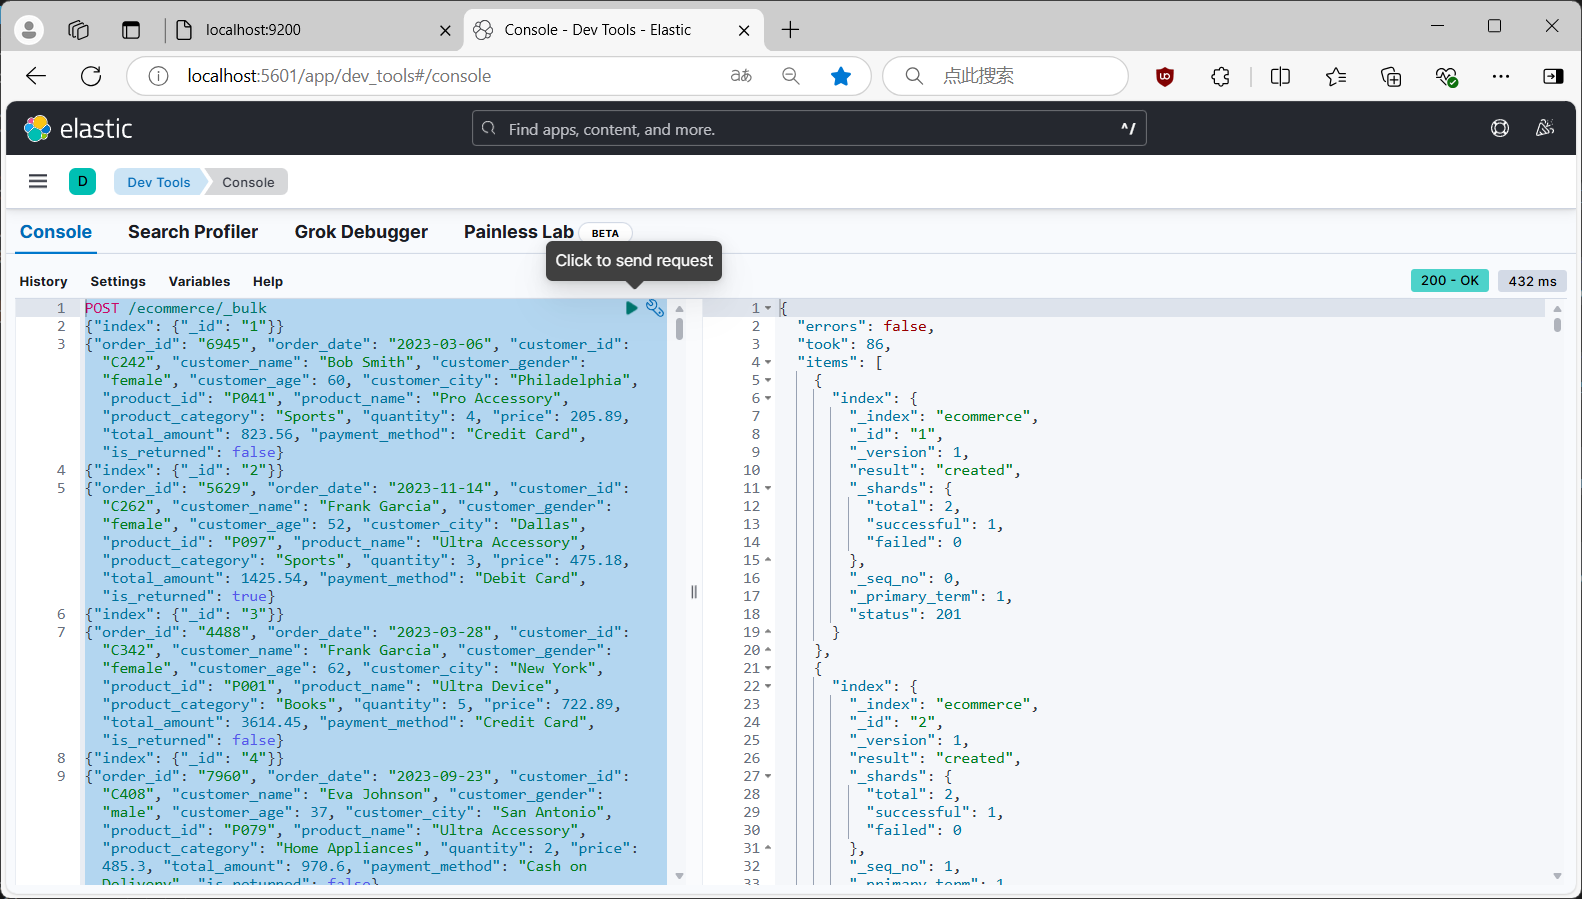 localhost:9200
Console - Dev Tools - Elastic
localhost:5601/app/dev_tools#/console
aあ
点此搜索
elastic
Find apps, content, and more.
^/
D
Dev Tools
Console
Console
Search Profiler
Grok Debugger
Painless Lab
BETA
Click to send request
History
Settings
Variables
Help
200 - OK
432 ms
1 POST /ecommerce/_bulk
2 {"index": {"_id": "1"}}
3 {"order_id": "6945", "order_date": "2023-03-06", "customer_id":
"C242", "customer_name": "Bob Smith", "customer_gender":
"female", "customer_age": 60, "customer_city": "Philadelphia",
"product_id": "P041", "product_name": "Pro Accessory",
"product_category": "Sports", "quantity": 4, "price": 205.89,
"total_amount": 823.56, "payment_method": "Credit Card",
"is_returned": false}
4 {"index": {"_id": "2"}}
5 {"order_id": "5629", "order_date": "2023-11-14", "customer_id":
"C262", "customer_name": "Frank Garcia", "customer_gender":
"female", "customer_age": 52, "customer_city": "Dallas",
"product_id": "P097", "product_name": "Ultra Accessory",
"product_category": "Sports", "quantity": 3, "price": 475.18,
"total_amount": 1425.54, "payment_method": "Debit Card",
"is_returned": true}
6 {"index": {"_id": "3"}}
7 {"order_id": "4488", "order_date": "2023-03-28", "customer_id":
"C342", "customer_name": "Frank Garcia", "customer_gender":
"female", "customer_age": 62, "customer_city": "New York",
"product_id": "P001", "product_name": "Ultra Device",
"product_category": "Books", "quantity": 5, "price": 722.89,
"total_amount": 3614.45, "payment_method": "Credit Card",
"is_returned": false}
8 {"index": {"_id": "4"}}
9 {"order_id": "7960", "order_date": "2023-09-23", "customer_id":
"C408", "customer_name": "Eva Johnson", "customer_gender":
"male", "customer_age": 37, "customer_city": "San Antonio",
"product_id": "P079", "product_name": "Ultra Accessory",
"product_category": "Home Appliances", "quantity": 2, "price":
485.3, "total_amount": 970.6, "payment_method": "Cash on
Delivery", "is_returned": false}
1 {
2 "errors": false,
3 "took": 86,
4 "items": [
5 {
6 "index": {
7 "_index": "ecommerce",
8 "_id": "1",
9 "_version": 1,
10 "result": "created",
11 "_shards": {
12 "total": 2,
13 "successful": 1,
14 "failed": 0
15 },
16 "_seq_no": 0,
17 "_primary_term": 1,
18 "status": 201
19 }
20 },
21 {
22 "index": {
23 "_index": "ecommerce",
24 "_id": "2",
25 "_version": 1,
26 "result": "created",
27 "_shards": {
28 "total": 2,
29 "successful": 1,
30 "failed": 0
31 },
32 "_seq_no": 1,
33 "_primary_term": 1